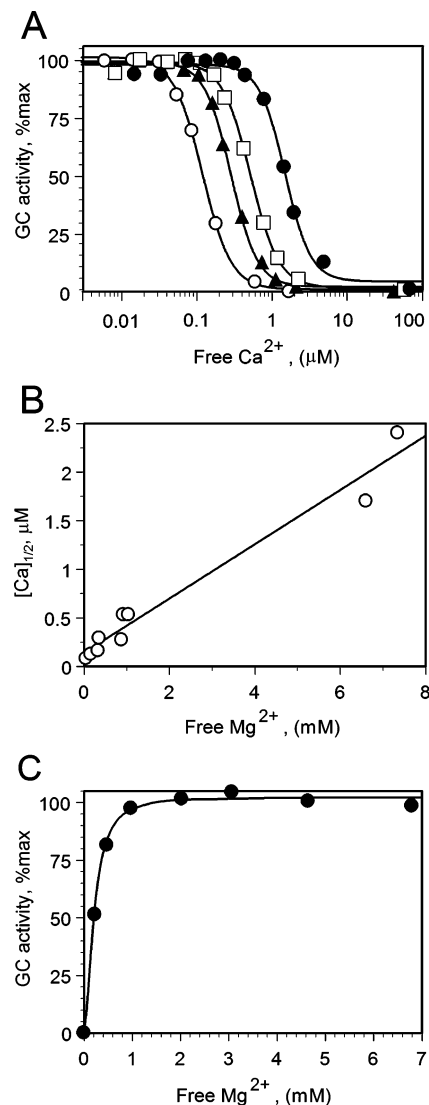 A
GC activity, %max
100
75
50
25
0
0.01 0.1 1 10 100
Free Ca²⁺ , (μM)
B
[Ca]₁/₂, μM
2.5
2
1.5
1
0.5
0
0 2 4 6 8
Free Mg²⁺ , (mM)
C
GC activity, %max
100
75
50
25
0
0 1 2 3 4 5 6 7
Free Mg²⁺ , (mM)